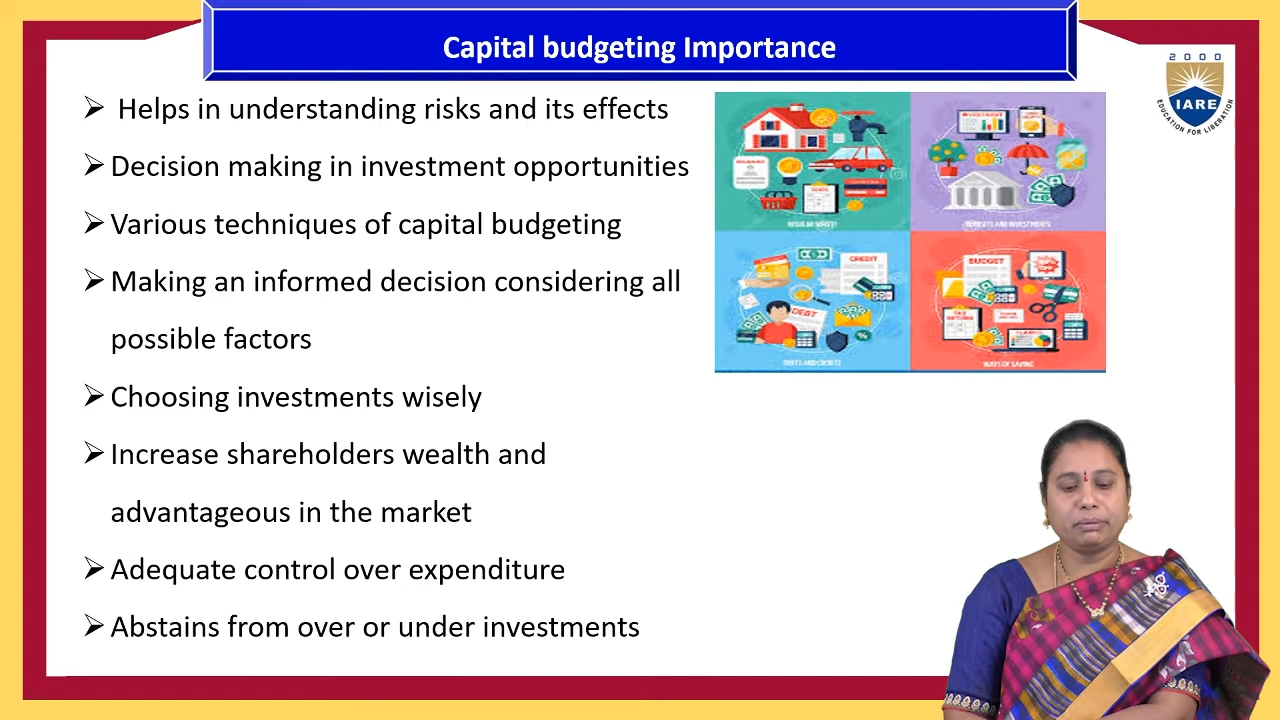 Capital budgeting Importance
2000
IARE
EDUCATION FOR LIBERATION
➢ Helps in understanding risks and its effects
➢ Decision making in investment opportunities
➢ Various techniques of capital budgeting
➢ Making an informed decision considering all
possible factors
➢ Choosing investments wisely
➢ Increase shareholders wealth and
advantageous in the market
➢ Adequate control over expenditure
➢ Abstains from over or under investments
CREDIT
DEBT
BUDGET
WAYS OF SAVING